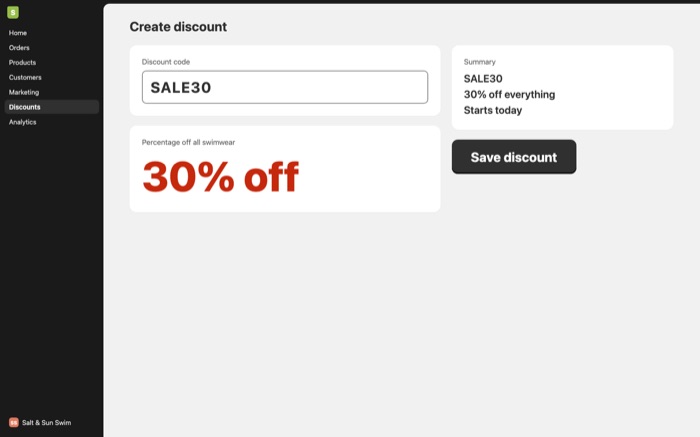 S
Home
Orders
Products
Customers
Marketing
Discounts
Analytics
Salt & Sun Swim
Create discount
Discount code
SALE30
Percentage off all swimwear
30% off
Summary
SALE30
30% off everything
Starts today
Save discount